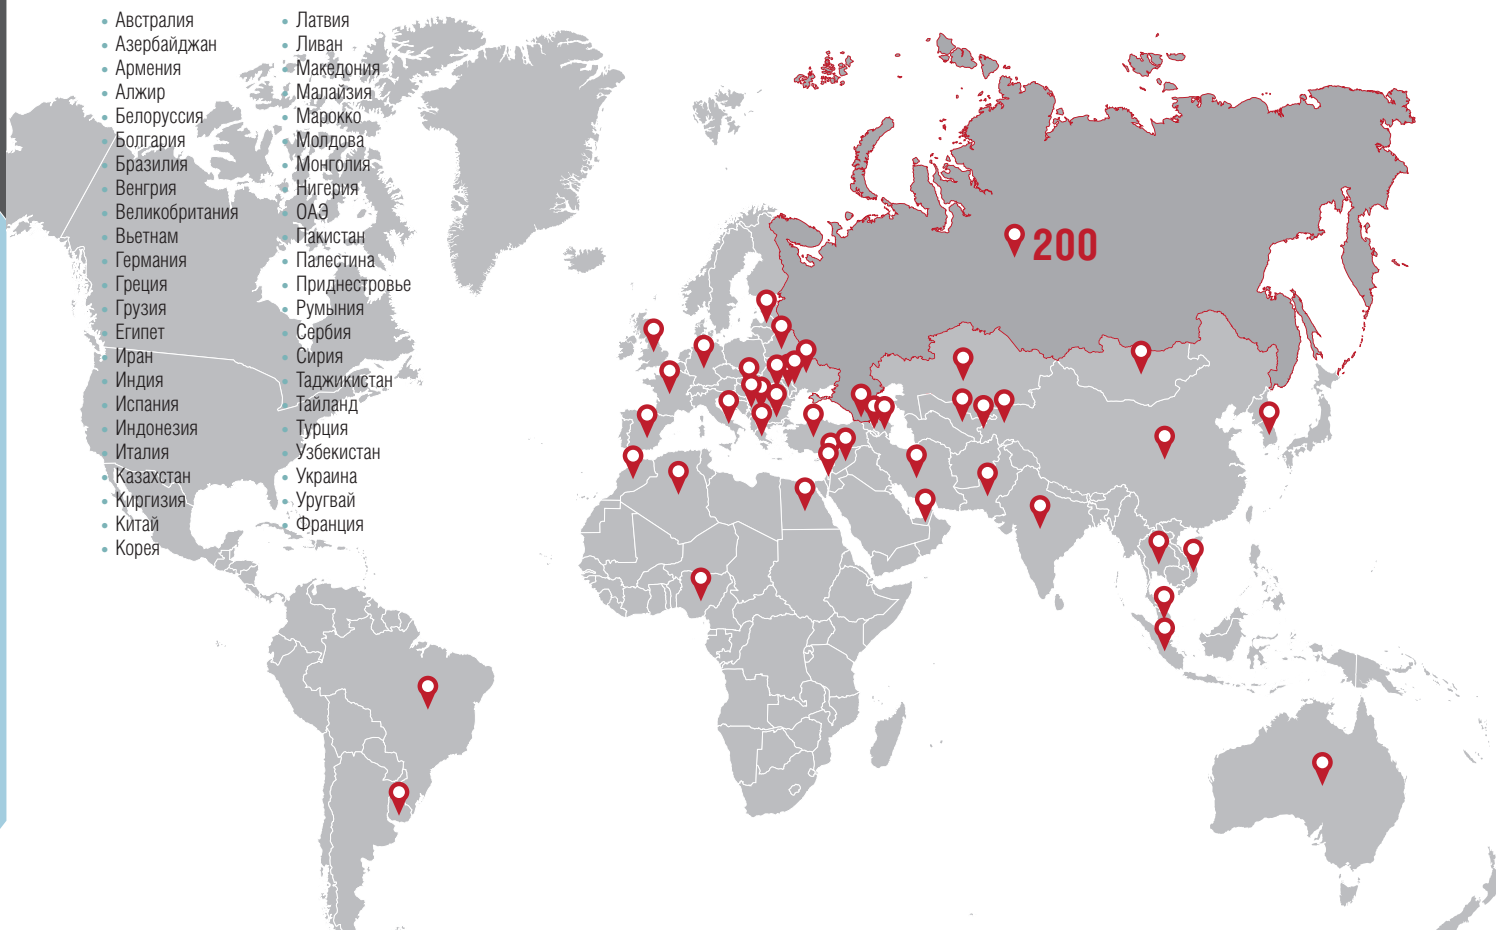 Австралия
Азербайджан
Армения
Алжир
Белоруссия
Болгария
Бразилия
Венгрия
Великобритания
Вьетнам
Германия
Греция
Грузия
Египет
Иран
Индия
Испания
Индонезия
Италия
Казахстан
Киргизия
Китай
Корея
Латвия
Ливан
Македония
Малайзия
Марокко
Молдова
Монголия
Нигерия
ОАЭ
Пакистан
Палестина
Приднестровье
Румыния
Сербия
Сирия
Таджикистан
Тайланд
Турция
Узбекистан
Украина
Уругвай
Франция
200